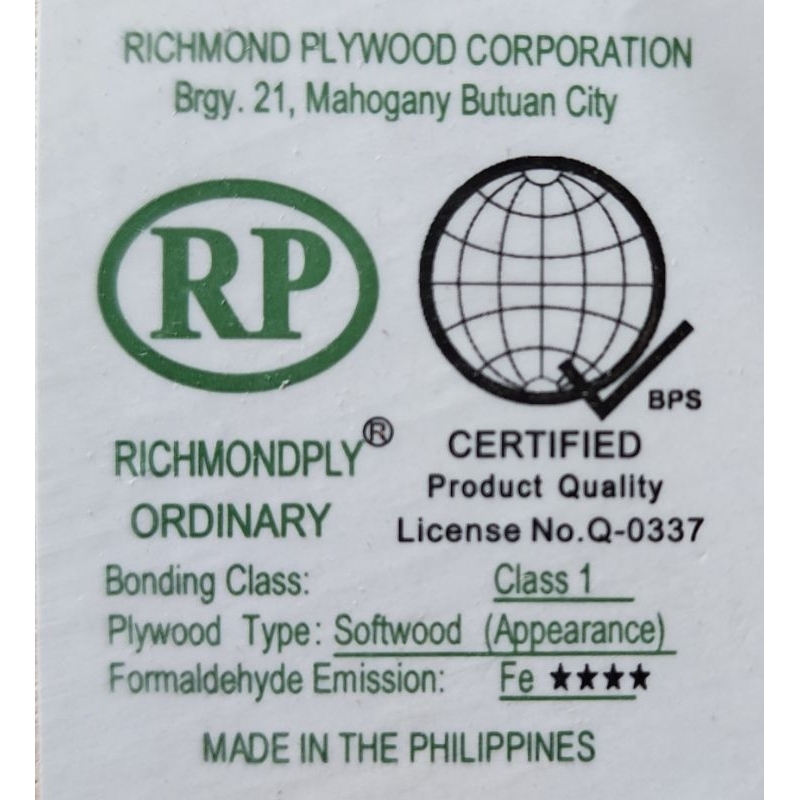 RICHMOND PLYWOOD CORPORATION
Brgy. 21, Mahogany Butuan City
RP
BPS
RICHMONDPLY®
ORDINARY
CERTIFIED
Product Quality
License No.Q-0337
Bonding Class: Class 1
Plywood Type: Softwood (Appearance)
Formaldehyde Emission: Fe ★★★★
MADE IN THE PHILIPPINES